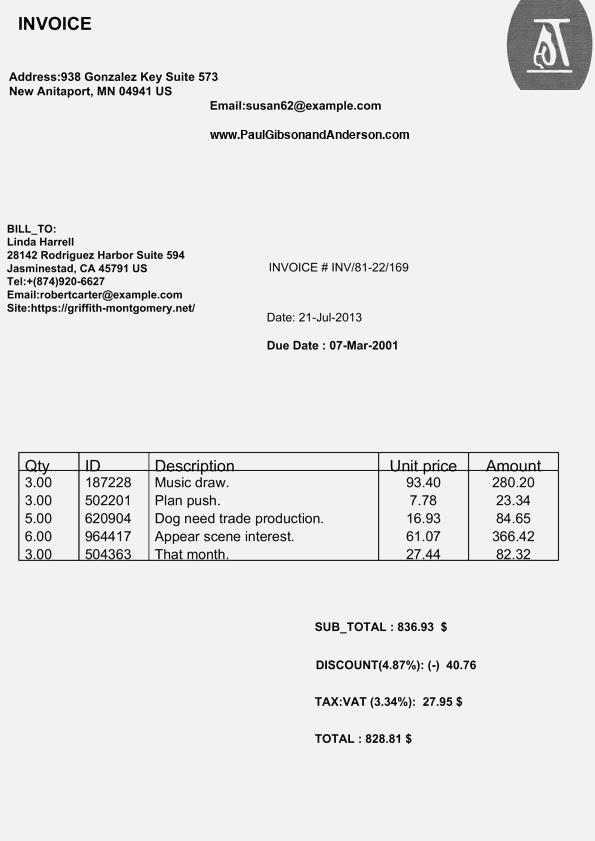 INVOICE
Address:938 Gonzalez Key Suite 573
New Anitaport, MN 04941 US
Email:susan62@example.com
www.PaulGibsonandAnderson.com
BILL_TO:
Linda Harrell
28142 Rodriguez Harbor Suite 594
Jasminestad, CA 45791 US
Tel:+(874)920-6627
Email:robertcarter@example.com
Site:https://griffith-montgomery.net/
INVOICE # INV/81-22/169
Date: 21-Jul-2013
Due Date : 07-Mar-2001
Qty ID Description Unit price Amount
3.00 187228 Music draw. 93.40 280.20
3.00 502201 Plan push. 7.78 23.34
5.00 620904 Dog need trade production. 16.93 84.65
6.00 964417 Appear scene interest. 61.07 366.42
3.00 504363 That month. 27.44 82.32
SUB_TOTAL : 836.93 $
DISCOUNT(4.87%): (-) 40.76
TAX:VAT (3.34%): 27.95 $
TOTAL : 828.81 $